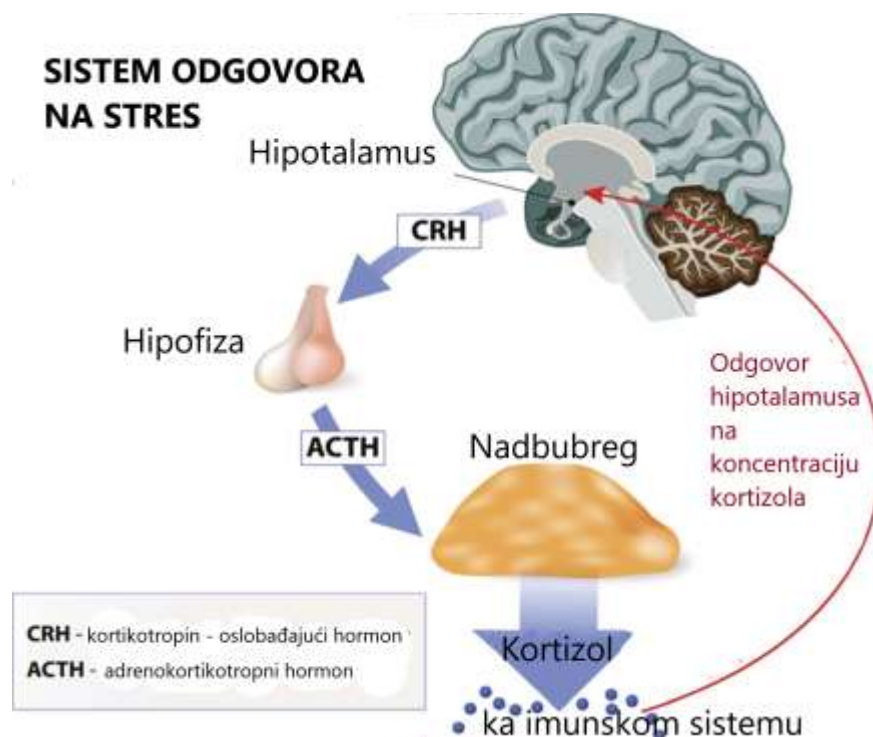 SISTEM ODGOVORA
NA STRES
Hipotalamus
CRH
Hipofiza
ACTH
Nadbubreg
Odgovor
hipotalamusa
na
koncentraciju
kortizola
Kortizol
ka imunskom sistemu
CRH - kortikotropin - oslobađajući hormon
ACTH - adrenokortikotropni hormon